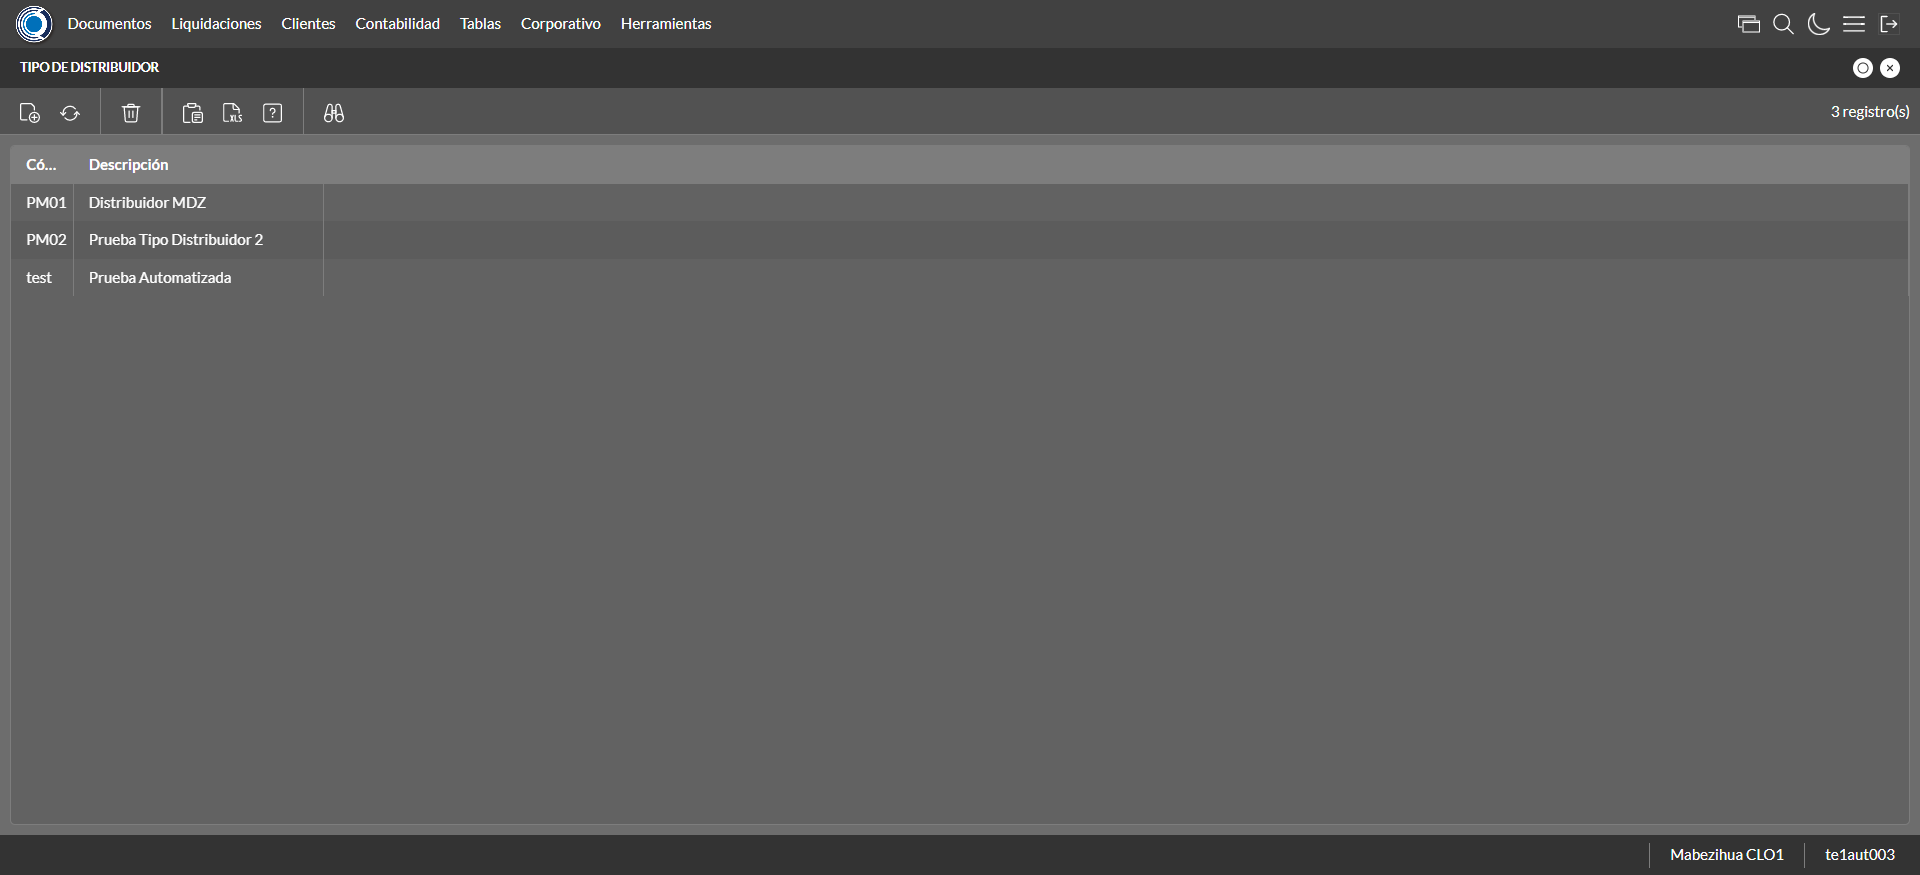 Documentos Liquidaciones Clientes Contabilidad Tablas Corporativo Herramientas
TIPO DE DISTRIBUIDOR
XLS ? 3 registro(s)
Có... Descripción
PM01 Distribuidor MDZ
PM02 Prueba Tipo Distribuidor 2
test Prueba Automatizada
Mabezihua CLO1 te1aut003